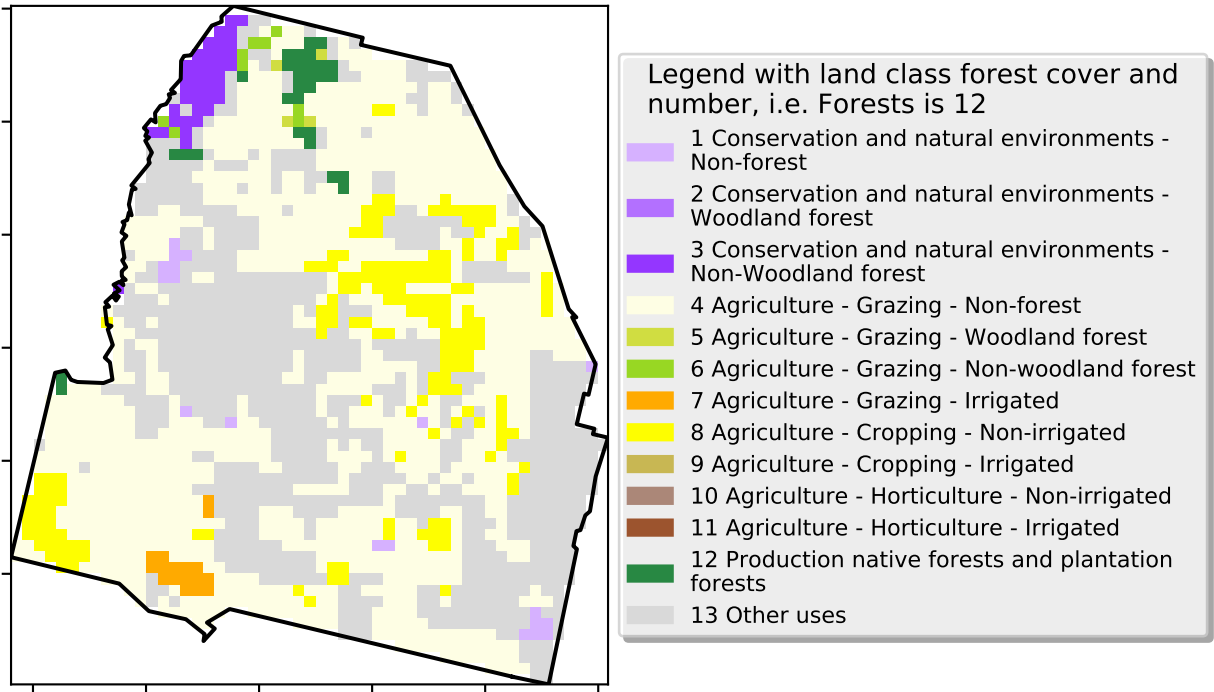 Legend with land class forest cover and
number, i.e. Forests is 12
1 Conservation and natural environments -
Non-forest
2 Conservation and natural environments -
Woodland forest
3 Conservation and natural environments -
Non-Woodland forest
4 Agriculture - Grazing - Non-forest
5 Agriculture - Grazing - Woodland forest
6 Agriculture - Grazing - Non-woodland forest
7 Agriculture - Grazing - Irrigated
8 Agriculture - Cropping - Non-irrigated
9 Agriculture - Cropping - Irrigated
10 Agriculture - Horticulture - Non-irrigated
11 Agriculture - Horticulture - Irrigated
12 Production native forests and plantation
forests
13 Other uses